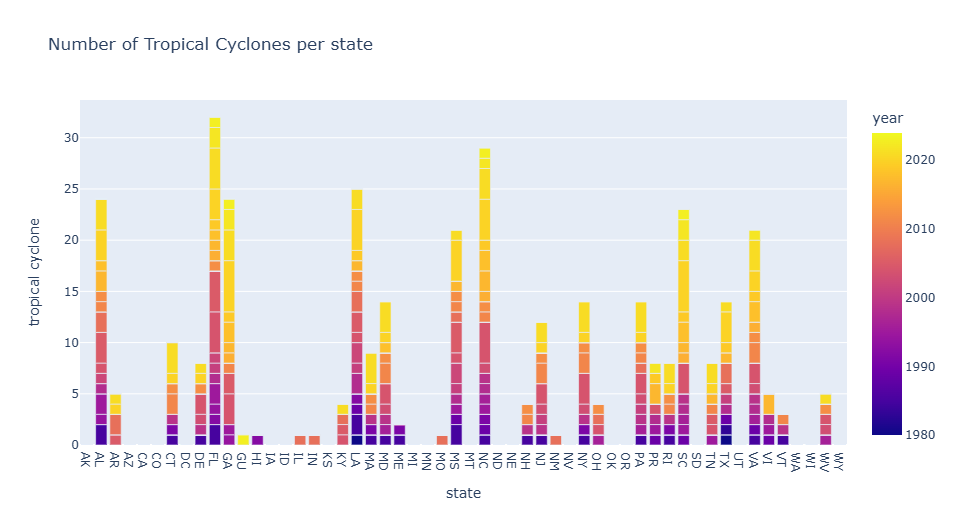 Number of Tropical Cyclones per state
year
tropical cyclone
30
25
20
15
10
5
0
2020
2010
2000
1990
1980
AK AL AR AZ CA CO CT DC DE FL GA GU HI IA ID IL IN KS KY LA MA MD ME MI MN MO MS MT NC ND NE NH NJ NM NV NY OH OK OR PA PR RI SC SD TN TX UT VA VI VT WA WI WV WY
state